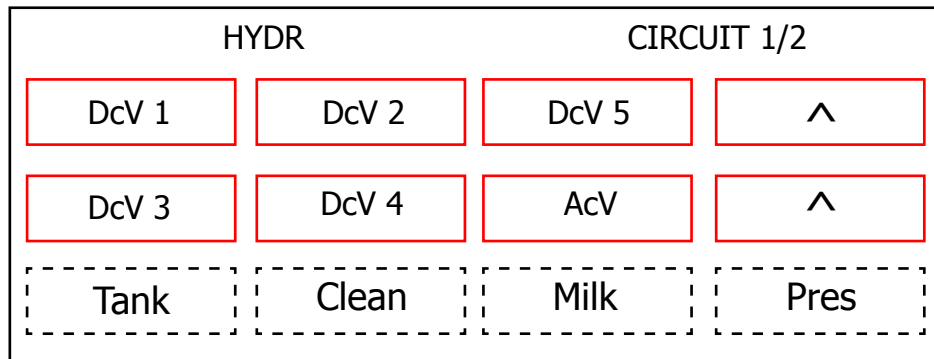 HYDR CIRCUIT 1/2
DcV 1 DcV 2 DcV 5 ^
DcV 3 DcV 4 AcV ^
Tank Clean Milk Pres